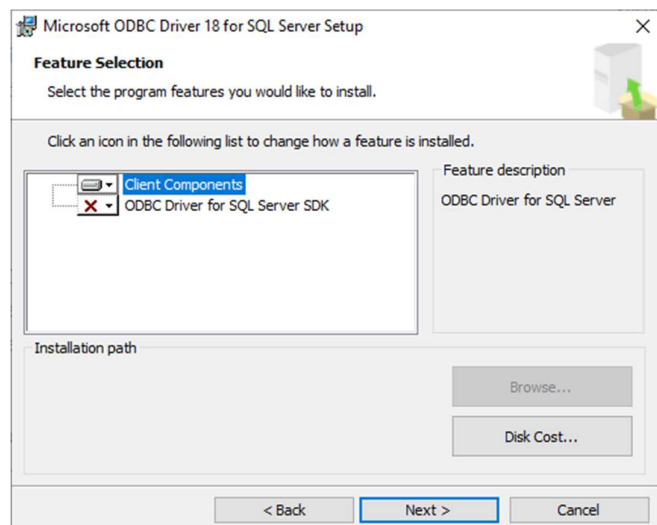 Microsoft ODBC Driver 18 for SQL Server Setup
Feature Selection
Select the program features you would like to install.
Click an icon in the following list to change how a feature is installed.
Client Components
ODBC Driver for SQL Server SDK
Feature description
ODBC Driver for SQL Server
Installation path
Browse...
Disk Cost...
< Back
Next >
Cancel